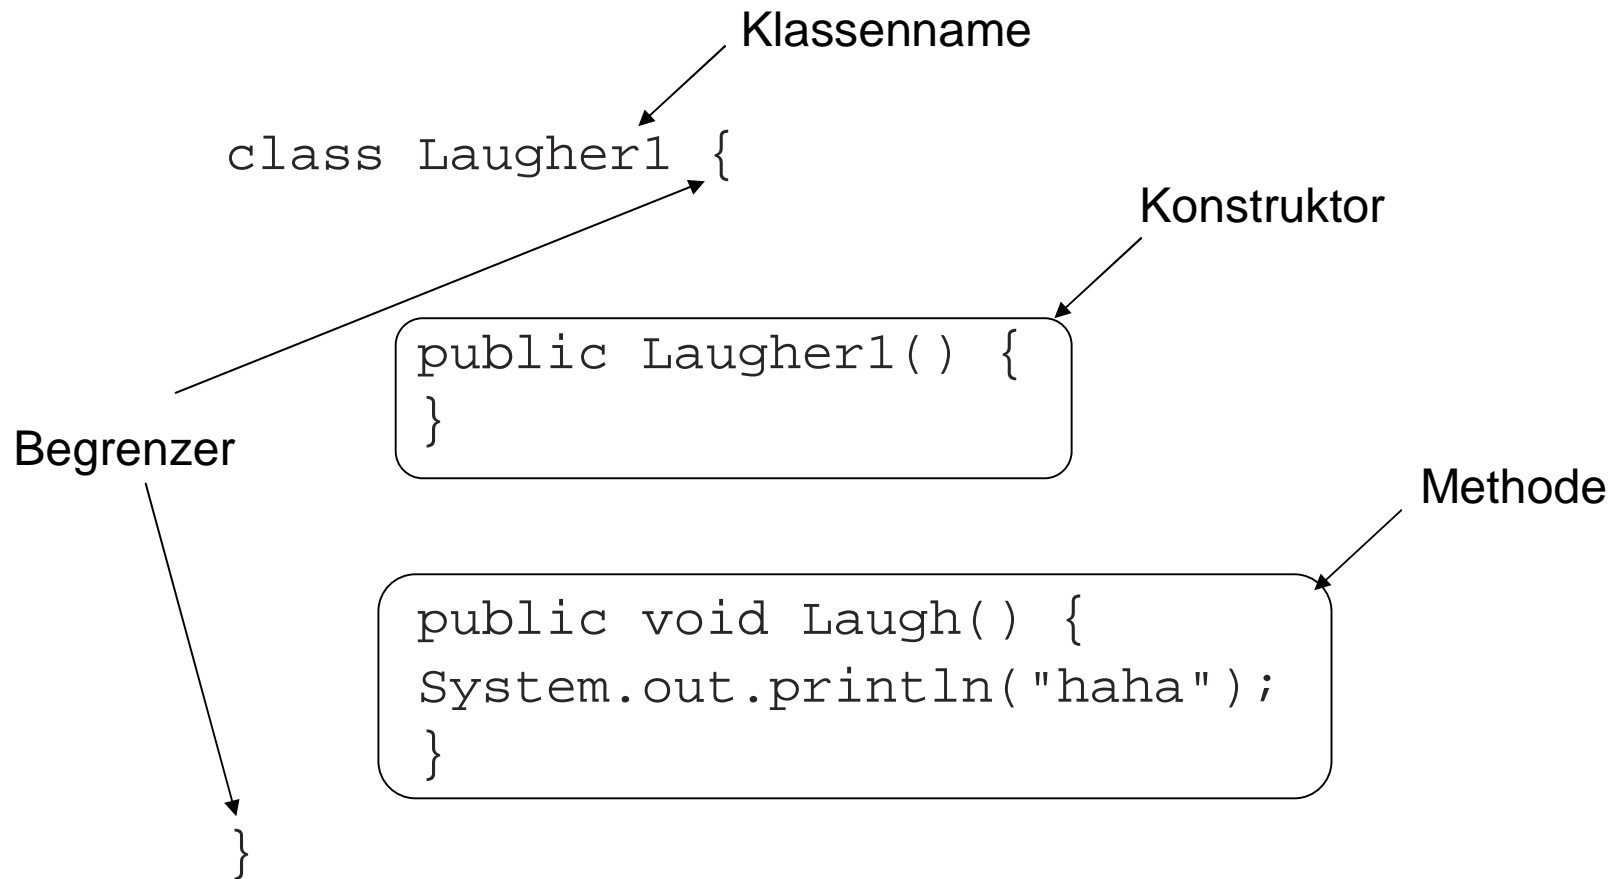 Klassenname
class Laugher1 {
Konstruktor
public Laugher1() {
}
Begrenzer
Methode
public void Laugh() {
System.out.println("haha");
}
}